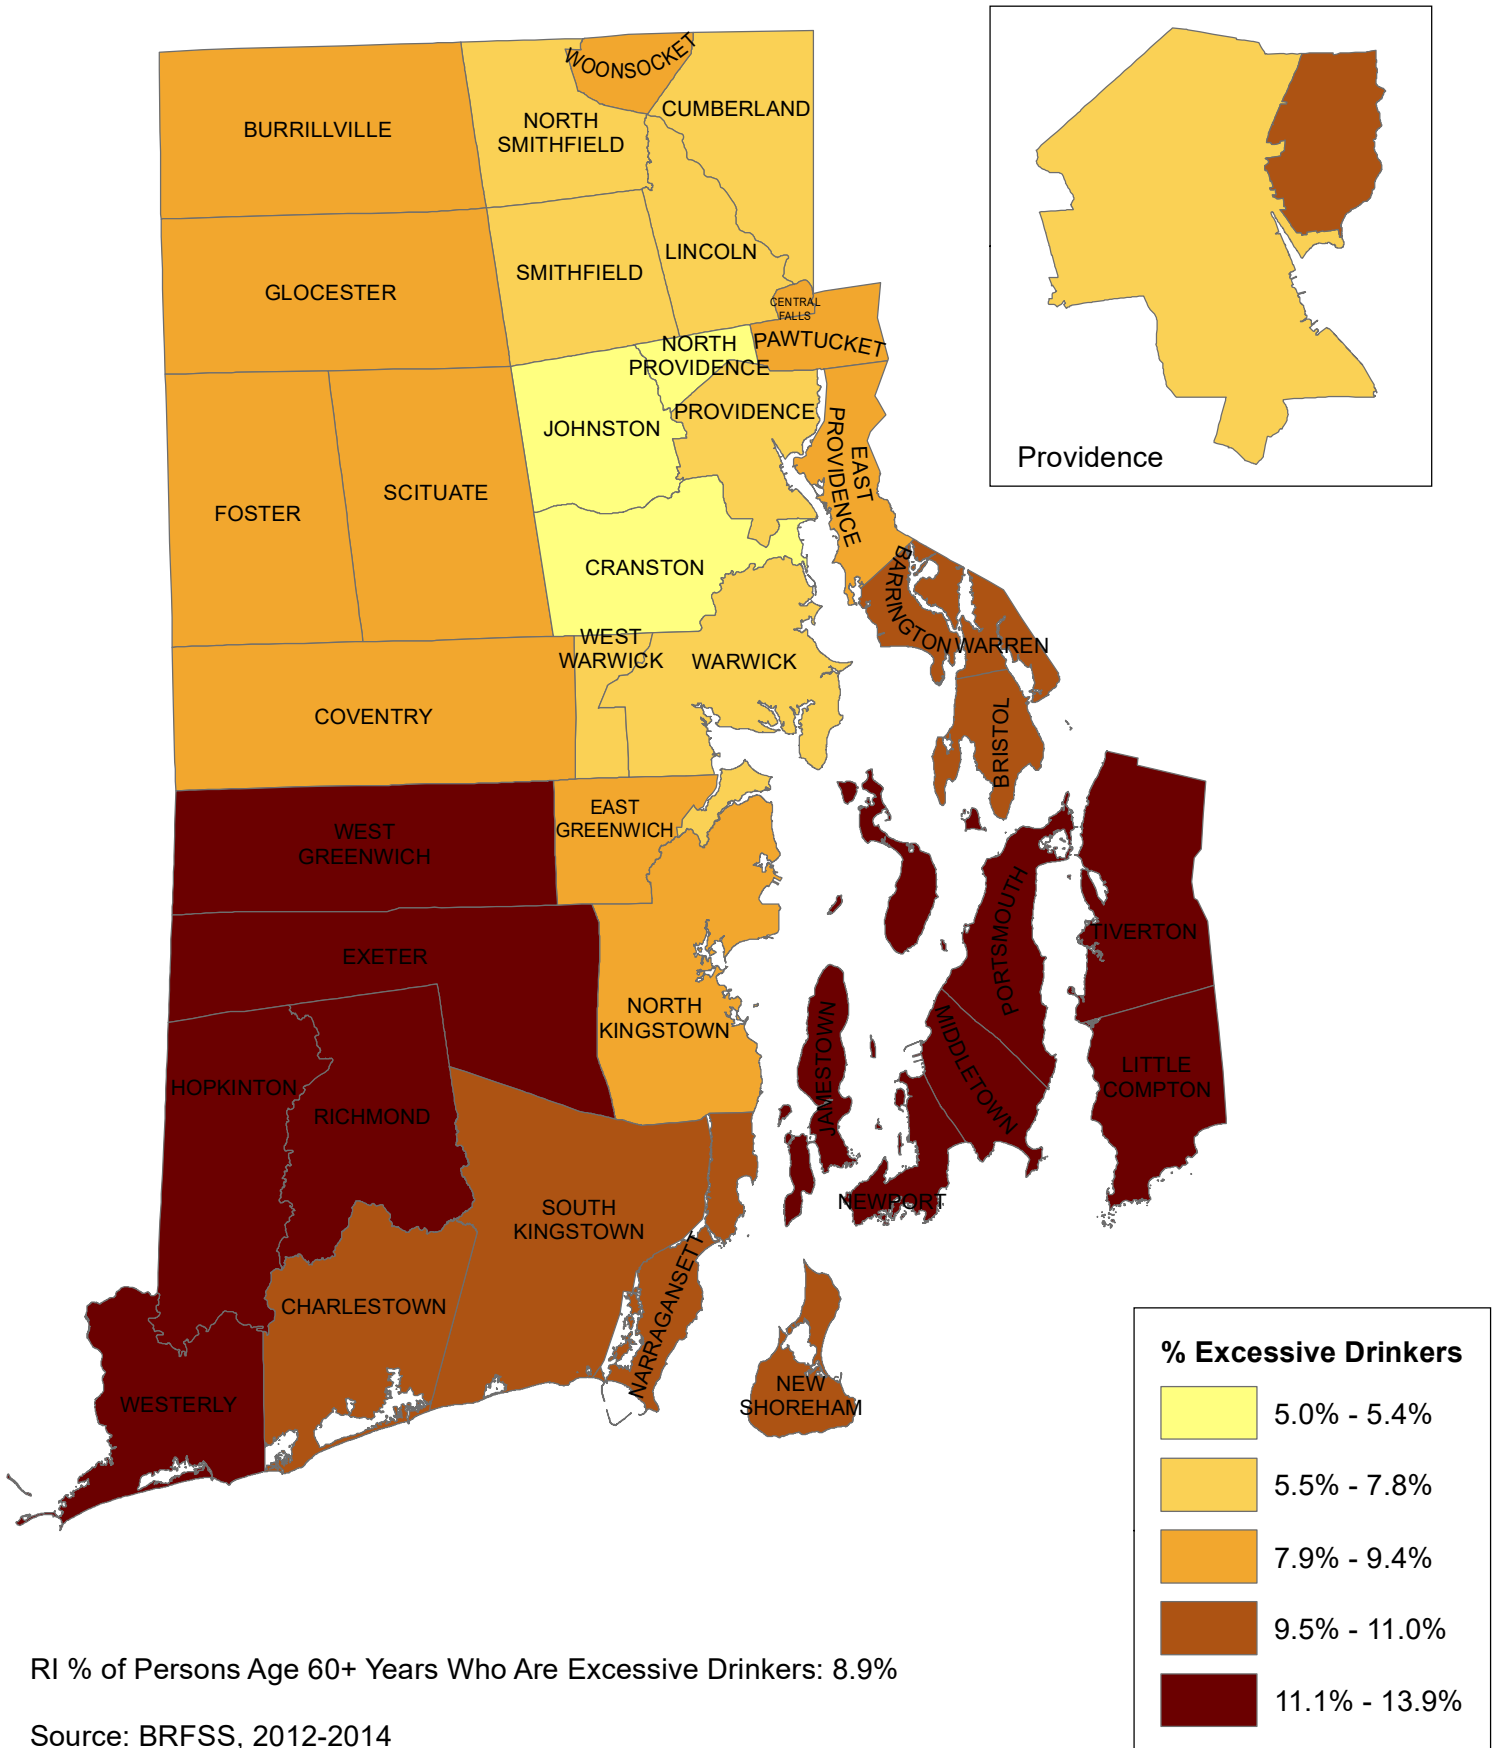 WOONSOCKET
CUMBERLAND
BURRILLVILLE
NORTH
SMITHFIELD
LINCOLN
SMITHFIELD
GLOCESTER
CENTRAL
FALLS
NORTH
PROVIDENCE
PAWTUCKET
PROVIDENCE
JOHNSTON
EAST
PROVIDENCE
SCITUATE
FOSTER
CRANSTON
BARRINGTON
WARREN
WEST
WARWICK
WARWICK
COVENTRY
BRISTOL
EAST
GREENWICH
WEST
GREENWICH
PORTSMOUTH
TIVERTON
EXETER
NORTH
KINGSTOWN
JAMESTOWN
MIDDLETOWN
LITTLE
COMPTON
HOPKINTON
RICHMOND
NEWPORT
SOUTH
KINGSTOWN
NARRAGANSETT
CHARLESTOWN
NEW
SHOREHAM
WESTERLY
Providence
% Excessive Drinkers
5.0% - 5.4%
5.5% - 7.8%
7.9% - 9.4%
9.5% - 11.0%
11.1% - 13.9%
RI % of Persons Age 60+ Years Who Are Excessive Drinkers: 8.9%
Source: BRFSS, 2012-2014